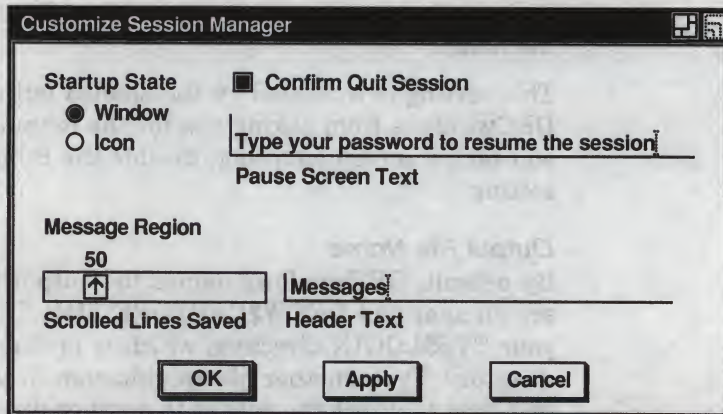 Customize Session Manager
Startup State
Window
Icon
Confirm Quit Session
Type your password to resume the session
Pause Screen Text
Message Region
50
Scrolled Lines Saved
Messages
Header Text
OK
Apply
Cancel